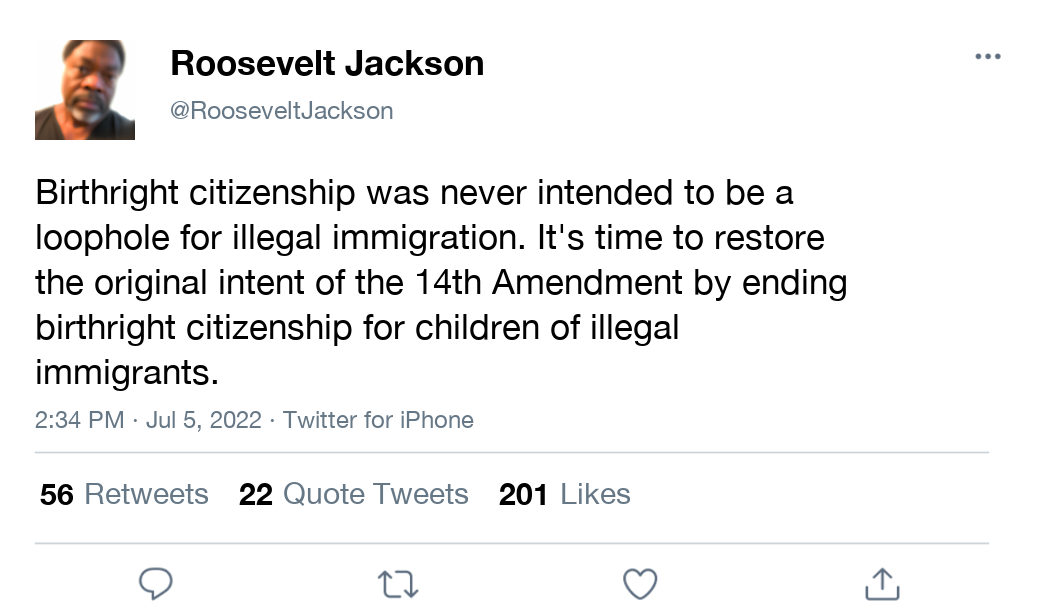 Roosevelt Jackson
@RooseveltJackson
Birthright citizenship was never intended to be a
loophole for illegal immigration. It's time to restore
the original intent of the 14th Amendment by ending
birthright citizenship for children of illegal
immigrants.
2:34 PM · Jul 5, 2022 · Twitter for iPhone
56 Retweets 22 Quote Tweets 201 Likes